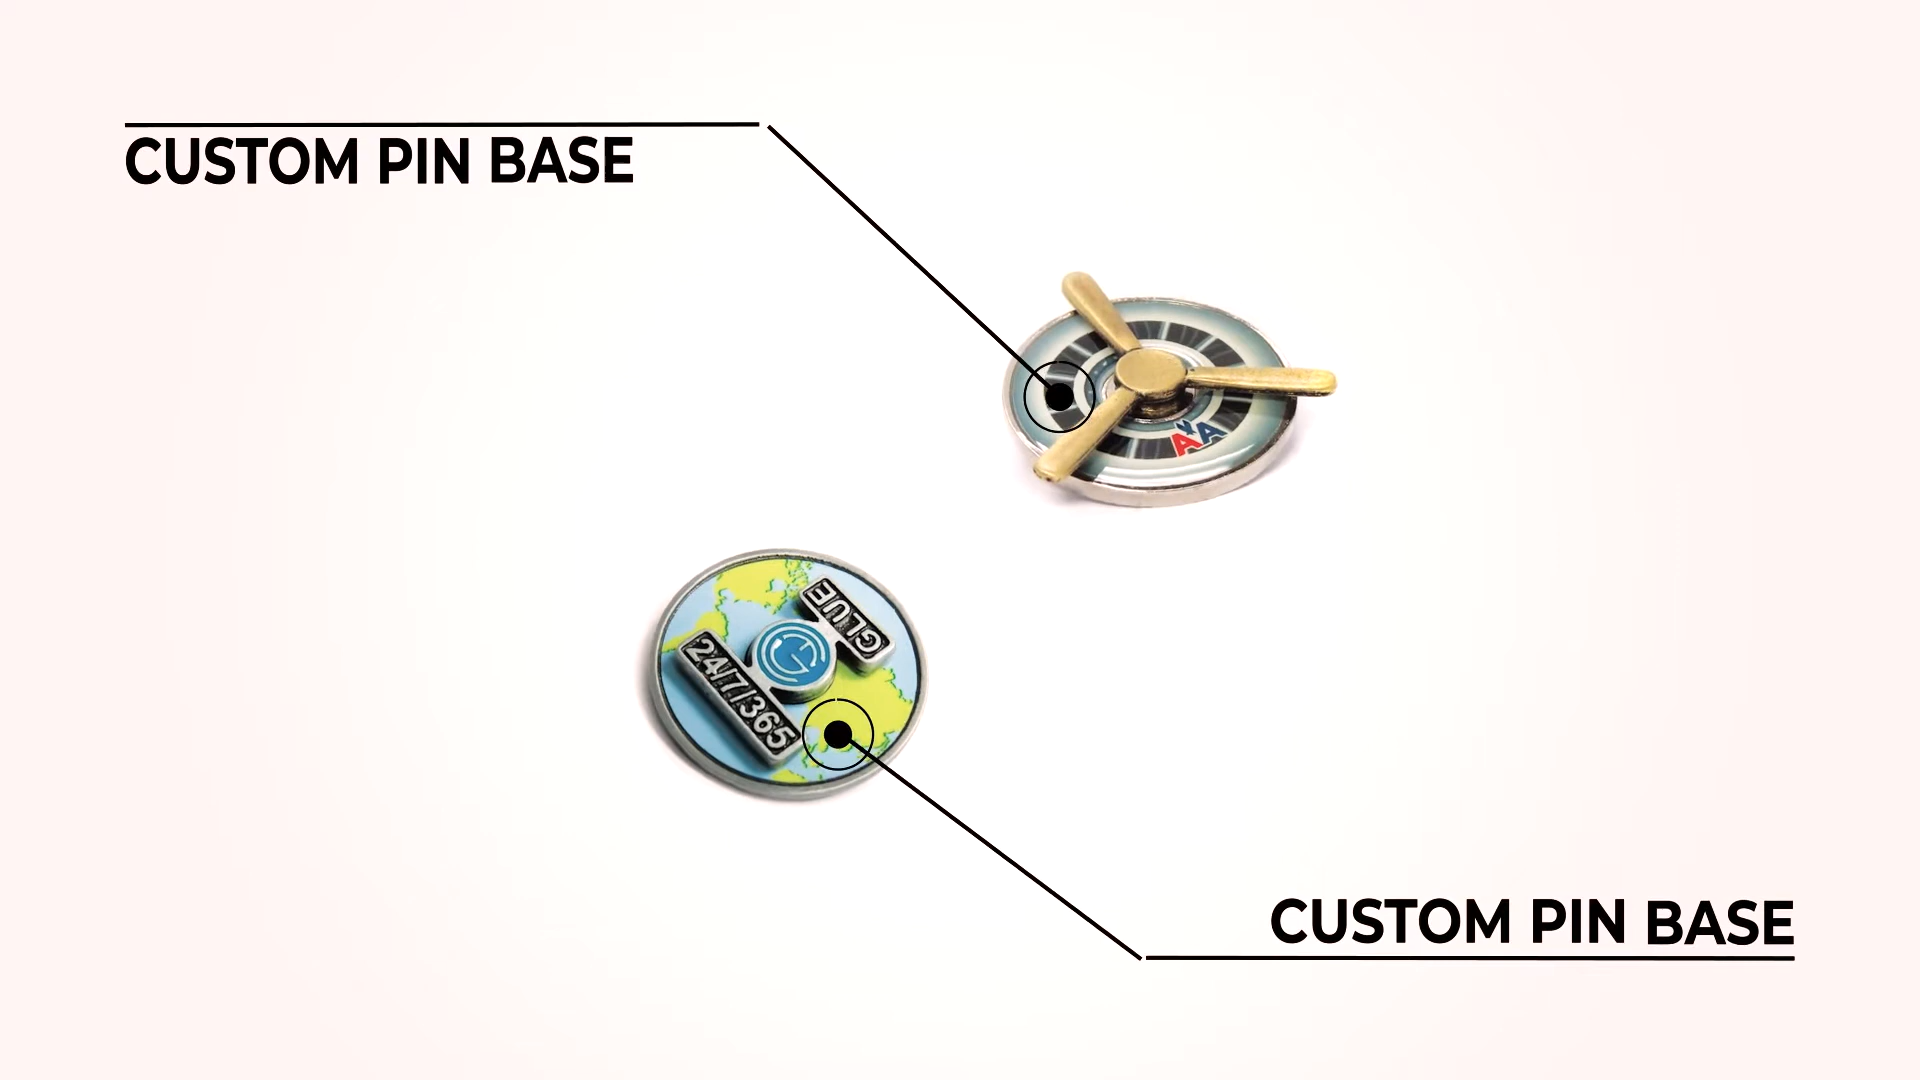 CUSTOM PIN BASE
AA
GLUE
G
24/7/365
CUSTOM PIN BASE